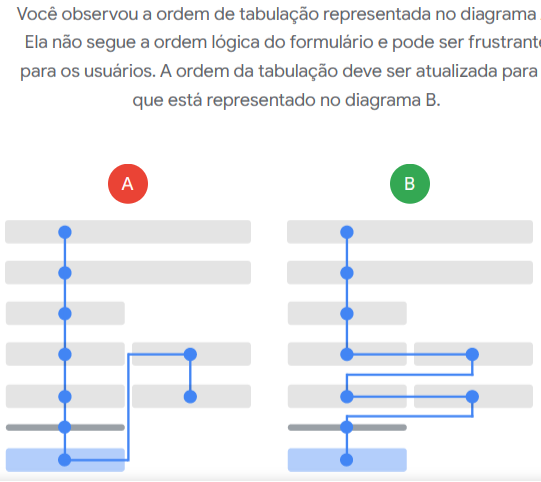 Você observou a ordem de tabulação representada no diagrama
Ela não segue a ordem lógica do formulário e pode ser frustrante
para os usuários. A ordem da tabulação deve ser atualizada para
que está representado no diagrama B.
A
B